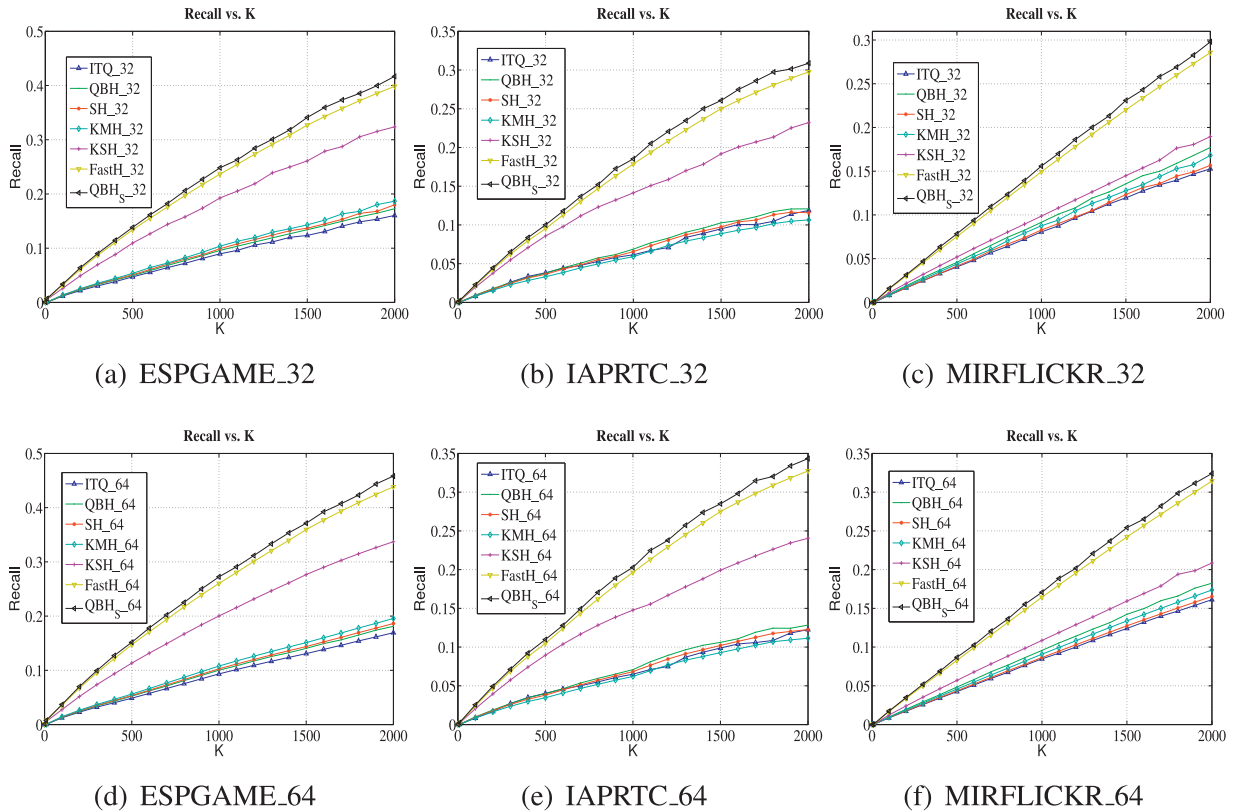 Recall vs. K
0.5
0.4
0.3
0.2
0.1
0
Recall
ITQ_32
QBH_32
SH_32
KMH_32
KSH_32
FastH_32
QBH_S_32
0 500 1000 1500 2000
K
(a) ESPGAME_32
Recall vs. K
0.35
0.3
0.25
0.2
0.15
0.1
0.05
0
Recall
ITQ_32
QBH_32
SH_32
KMH_32
KSH_32
FastH_32
QBH_S_32
0 500 1000 1500 2000
K
(b) IAPRTC_32
Recall vs. K
0.3
0.25
0.2
0.15
0.1
0.05
0
Recall
ITQ_32
QBH_32
SH_32
KMH_32
KSH_32
FastH_32
QBH_S_32
0 500 1000 1500 2000
K
(c) MIRFLICKR_32
Recall vs. K
0.5
0.4
0.3
0.2
0.1
0
Recall
ITQ_64
QBH_64
SH_64
KMH_64
KSH_64
FastH_64
QBH_S_64
0 500 1000 1500 2000
K
(d) ESPGAME_64
Recall vs. K
0.35
0.3
0.25
0.2
0.15
0.1
0.05
0
Recall
ITQ_64
QBH_64
SH_64
KMH_64
KSH_64
FastH_64
QBH_S_64
0 500 1000 1500 2000
K
(e) IAPRTC_64
Recall vs. K
0.35
0.3
0.25
0.2
0.15
0.1
0.05
0
Recall
ITQ_64
QBH_64
SH_64
KMH_64
KSH_64
FastH_64
QBH_S_64
0 500 1000 1500 2000
K
(f) MIRFLICKR_64